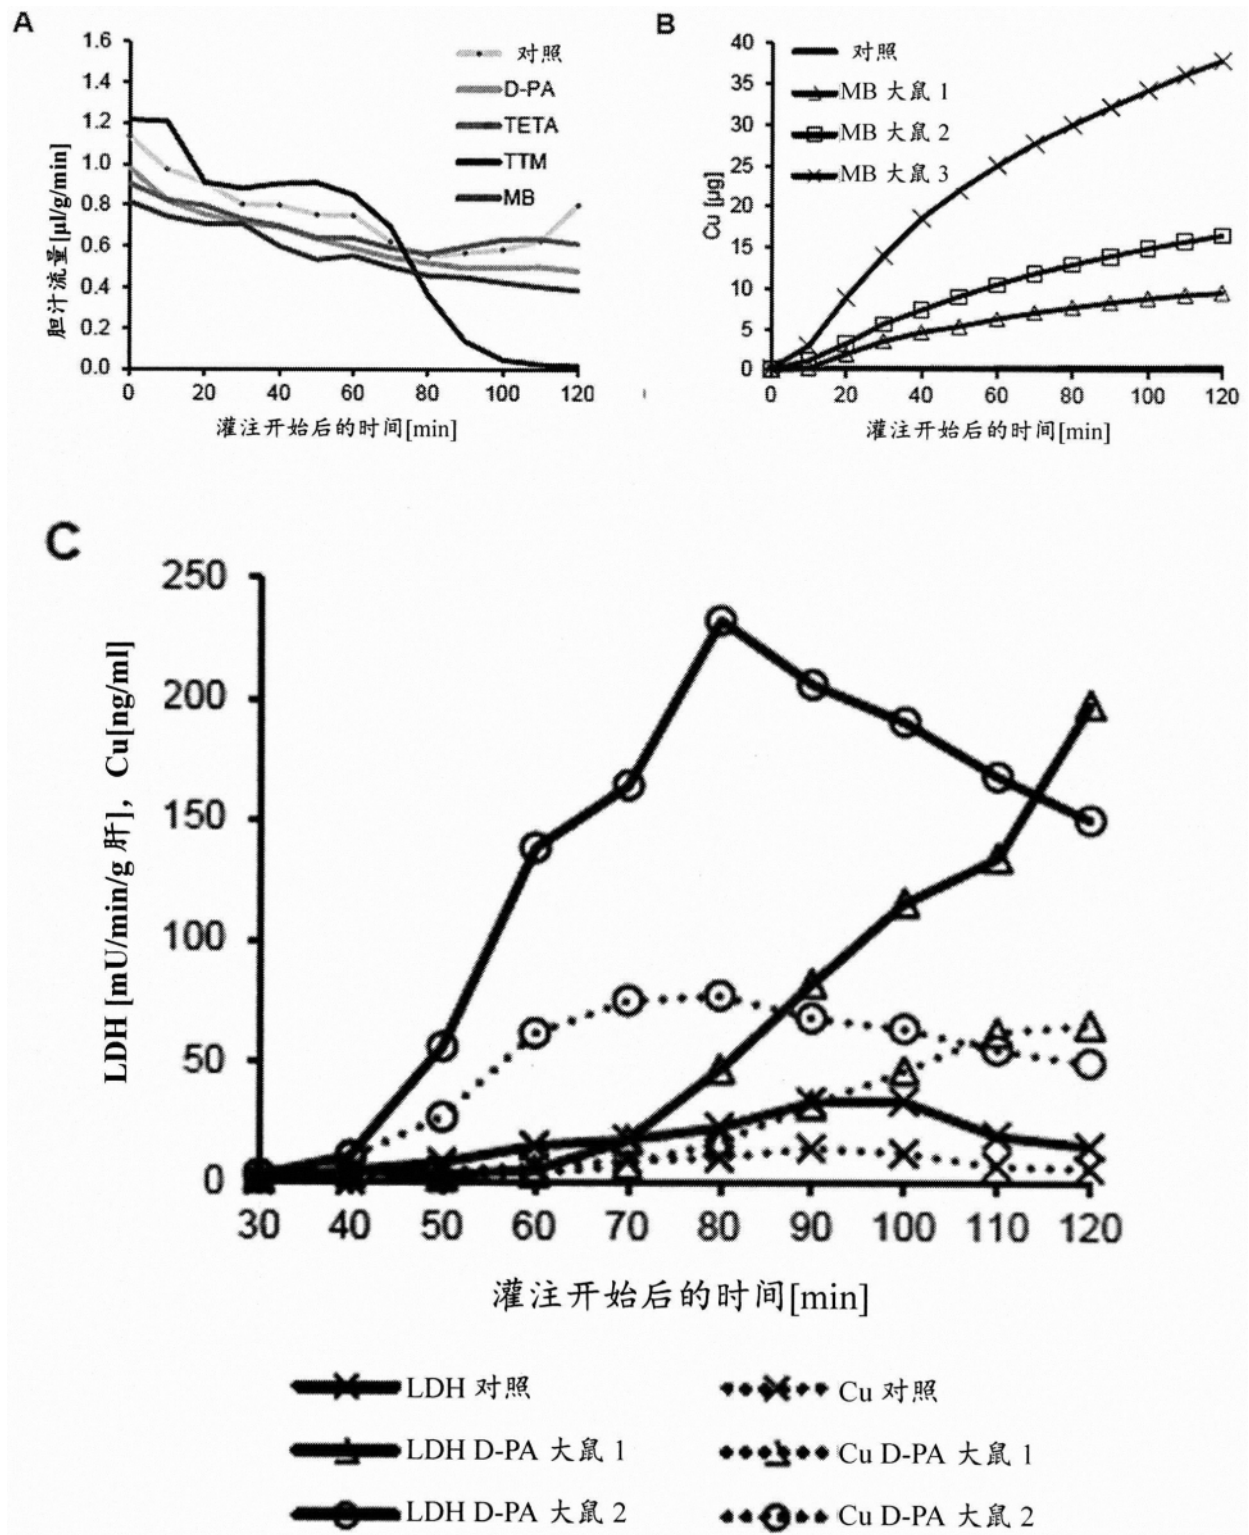 A
1.6
1.4
1.2
1.0
0.8
0.6
0.4
0.2
0.0
胆汁流量[μl/g/min]
0 20 40 60 80 100 120
灌注开始后的时间[min]
对照
D-PA
TETA
TTM
MB
B
40
35
30
25
20
15
10
5
0
Cu [μg]
0 20 40 60 80 100 120
灌注开始后的时间[min]
对照
MB 大鼠 1
MB 大鼠 2
MB 大鼠 3
C
250
200
150
100
50
0
LDH [mU/min/g 肝], Cu[ng/ml]
30 40 50 60 70 80 90 100 110 120
灌注开始后的时间[min]
LDH 对照
LDH D-PA 大鼠 1
LDH D-PA 大鼠 2
Cu 对照
Cu D-PA 大鼠 1
Cu D-PA 大鼠 2